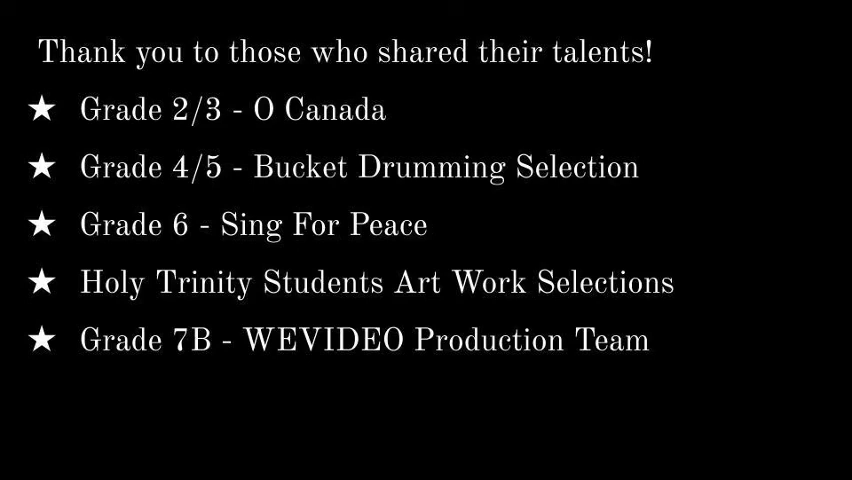 Thank you to those who shared their talents!
★ Grade 2/3 - O Canada
★ Grade 4/5 - Bucket Drumming Selection
★ Grade 6 - Sing For Peace
★ Holy Trinity Students Art Work Selections
★ Grade 7B - WEVIDEO Production Team